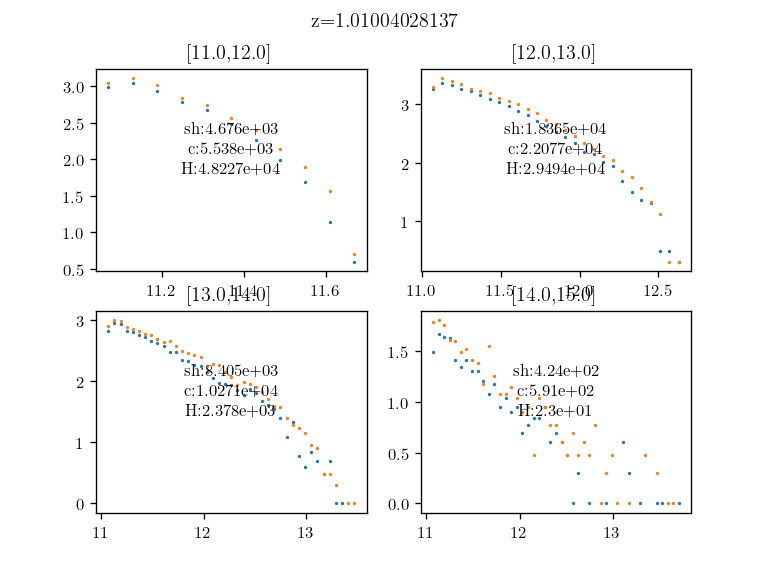 z=1.01004028137
[11.0,12.0]
[12.0,13.0]
3.0
2.5
2.0
1.5
1.0
0.5
sh:4.676e+03
c:5.538e+03
H:4.8227e+04
11.2
11.4
11.6
3
2
1
sh:1.8365e+04
c:2.2077e+04
H:2.9494e+04
11.0
11.5
12.0
12.5
[13.0,14.0]
[14.0,15.0]
3
2
1
0
sh:8.405e+03
c:1.0271e+04
H:2.378e+03
11
12
13
1.5
1.0
0.5
0.0
sh:4.24e+02
c:5.91e+02
H:2.3e+01
11
12
13